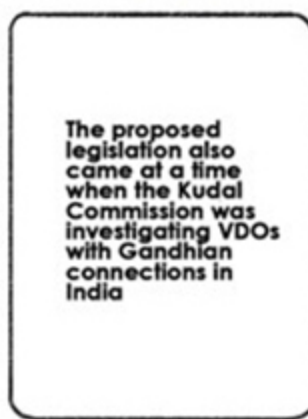 The proposed
legislation also
came at a time
when the Kudal
Commission was
investigating VDOs
with Gandhian
connections in
India